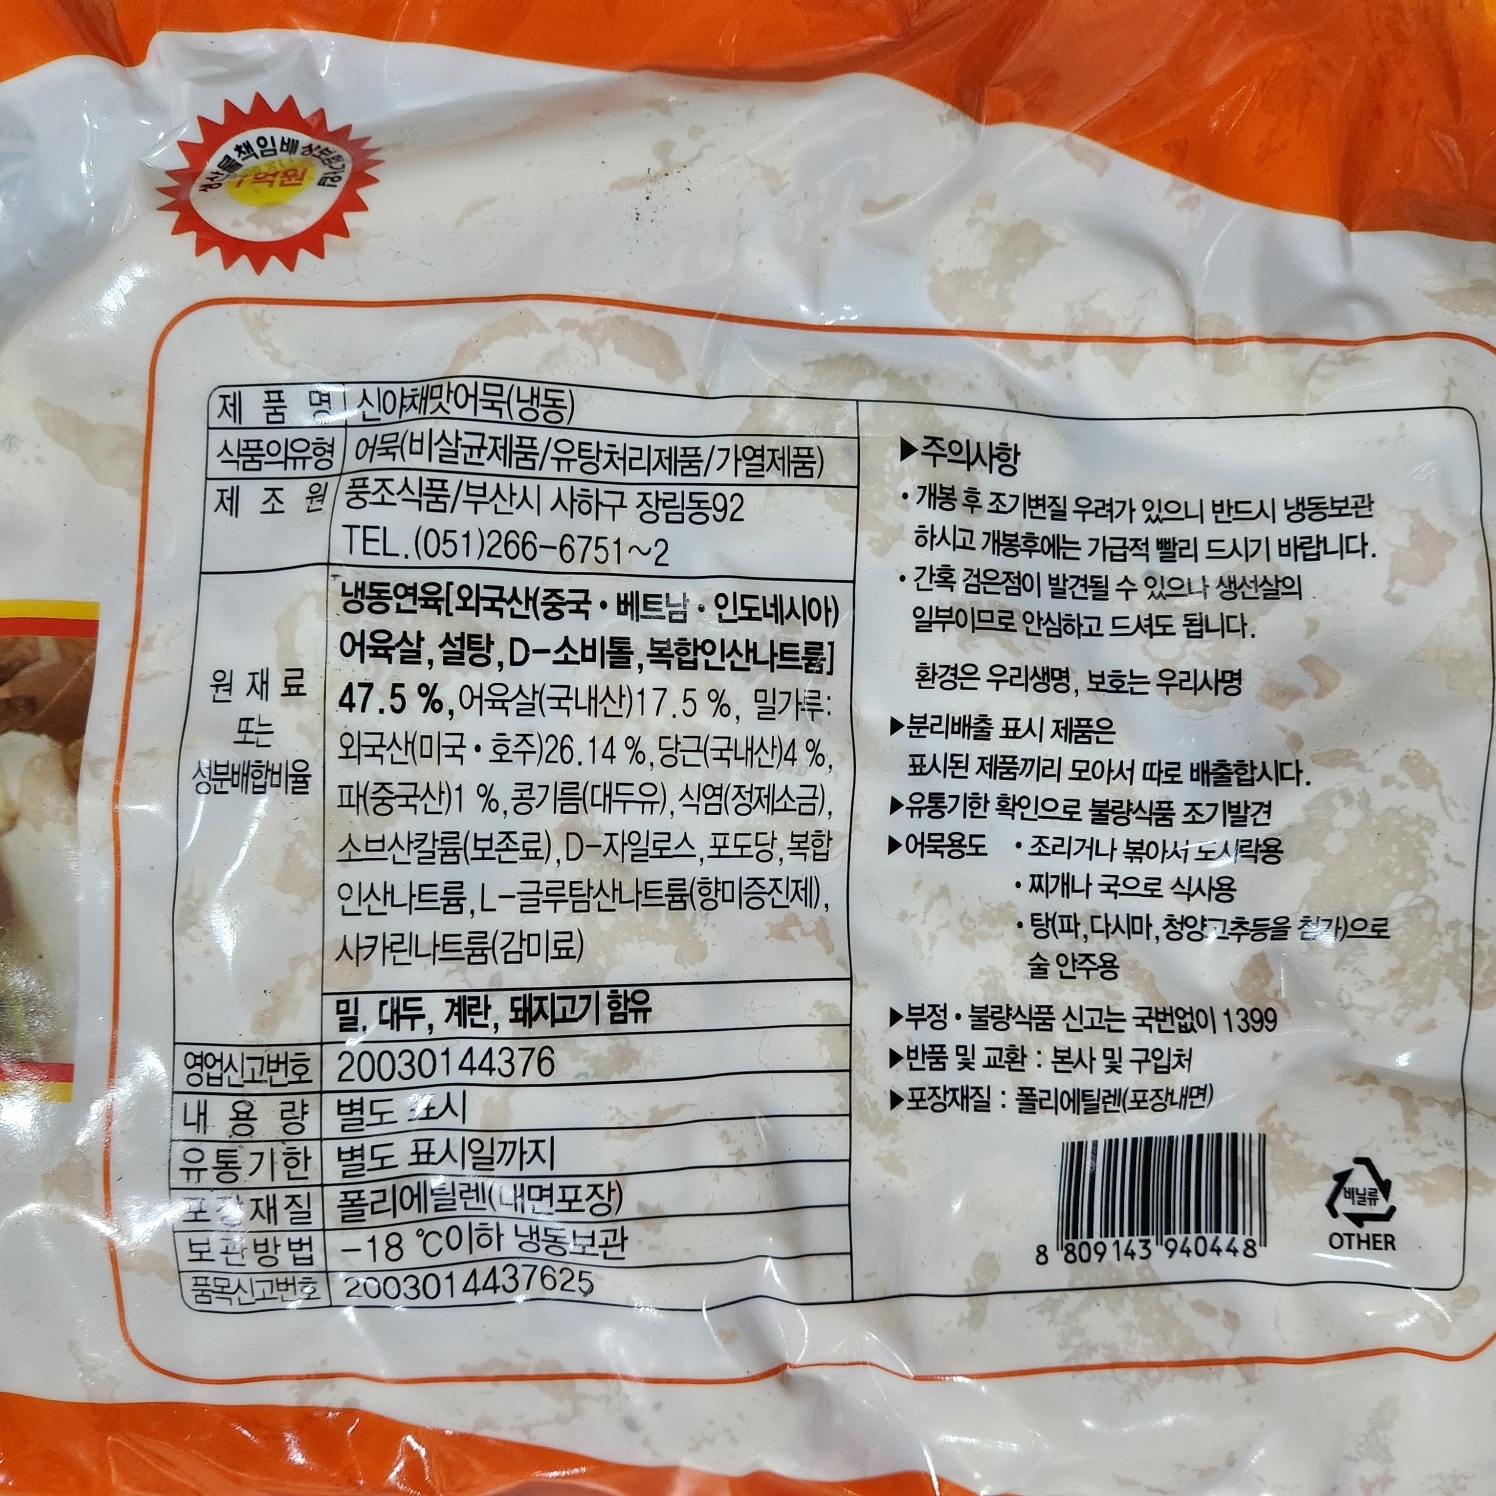 생산물책임배상보험가입
1억원
제 품 명 신야채맛어묵(냉동)
식품의유형 어묵(비살균제품/유탕처리제품/가열제품)
제 조 원 풍조식품/부산시 사하구 장림동92
TEL.(051)266-6751~2
원 재 료
또는
성분배합비율
냉동연육[외국산(중국·베트남·인도네시아)
어육살,설탕,D-소비톨,복합인산나트륨]
47.5 %,어육살(국내산)17.5 %, 밀가루:
외국산(미국·호주)26.14 %,당근(국내산)4 %,
파(중국산)1 %,콩기름(대두유),식염(정제소금),
소브산칼륨(보존료),D-자일로스,포도당,복합
인산나트륨,L-글루탐산나트륨(향미증진제),
사카린나트륨(감미료)
밀, 대두, 계란, 돼지고기 함유
영업신고번호 20030144376
내 용 량 별도 표시
유통기한 별도 표시일까지
포장재질 폴리에틸렌(내면포장)
보관방법 -18 ℃이하 냉동보관
품목신고번호 2003014437625
▶주의사항
·개봉 후 조기변질 우려가 있으니 반드시 냉동보관
하시고 개봉후에는 가급적 빨리 드시기 바랍니다.
·간혹 검은점이 발견될 수 있으나 생선살의
일부이므로 안심하고 드셔도 됩니다.
환경은 우리생명, 보호는 우리사명
▶분리배출 표시 제품은
표시된 제품끼리 모아서 따로 배출합시다.
▶유통기한 확인으로 불량식품 조기발견
▶어묵용도 ·조리거나 볶아서 도시락용
·찌개나 국으로 식사용
·탕(파,다시마,청양고추등을 첨가)으로
술 안주용
▶부정·불량식품 신고는 국번없이 1399
▶반품 및 교환 : 본사 및 구입처
▶포장재질 : 폴리에틸렌(포장내면)
8 809143 940448
비닐류
OTHER